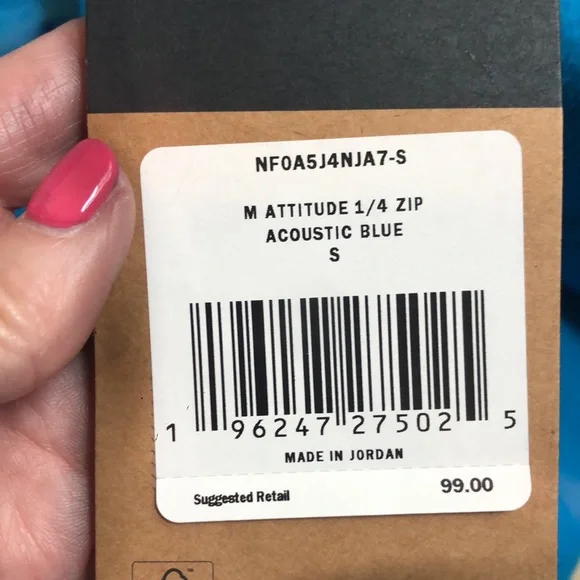 NF0A5J4NJA7-S
M ATTITUDE 1/4 ZIP
ACOUSTIC BLUE
S
1 96247 27502 5
MADE IN JORDAN
Suggested Retail 99.00